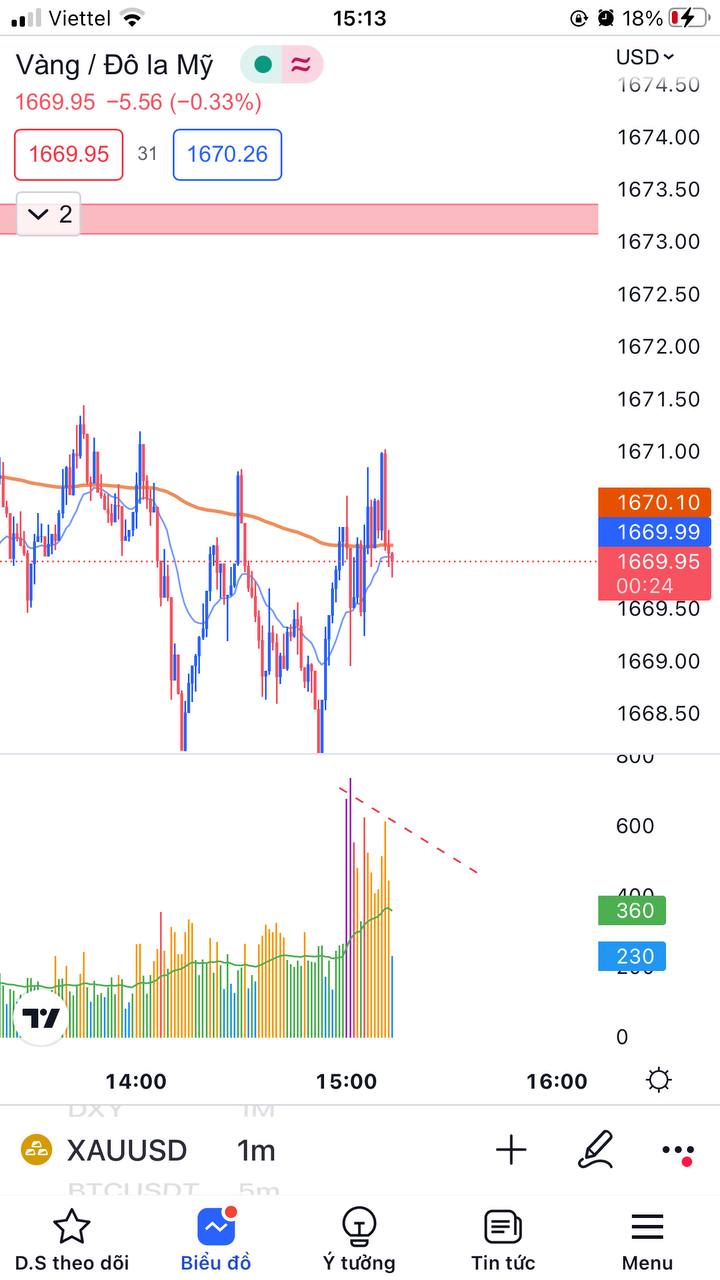 Viettel 15:13 18%
Vàng / Đô la Mỹ USD
1674.50
1669.95 −5.56 (−0.33%)
1674.00
1669.95 31 1670.26
1673.50
2
1673.00
1672.50
1672.00
1671.50
1671.00
1670.10
1669.99
1669.95
00:24
1669.50
1669.00
1668.50
800
600
400
360
230
200
0
14:00 15:00 16:00
DXY 1M
XAUUSD 1m
BTCUSDT 5m
D.S theo dõi Biểu đồ Ý tưởng Tin tức Menu